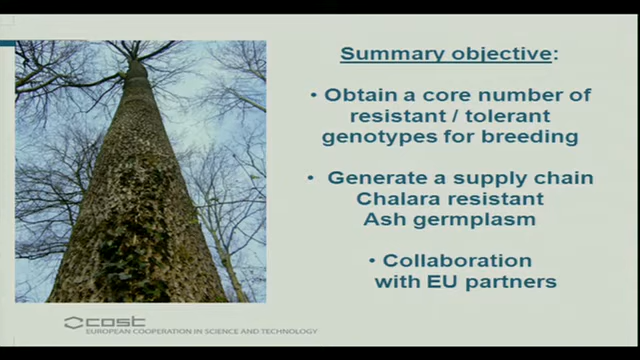 Summary objective:
• Obtain a core number of
resistant / tolerant
genotypes for breeding
• Generate a supply chain
Chalara resistant
Ash germplasm
• Collaboration
with EU partners
cost
EUROPEAN COOPERATION IN SCIENCE AND TECHNOLOGY